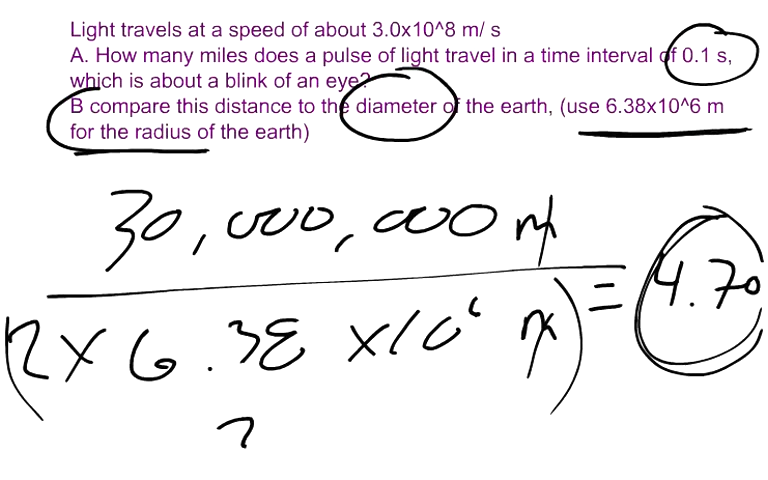 Light travels at a speed of about 3.0x10^8 m/ s
A. How many miles does a pulse of light travel in a time interval of 0.1 s,
which is about a blink of an eye?
B compare this distance to the diameter of the earth, (use 6.38x10^6 m
for the radius of the earth)
30,000,000 m
(2 x 6.38 x10^6 m) = 4.70
2